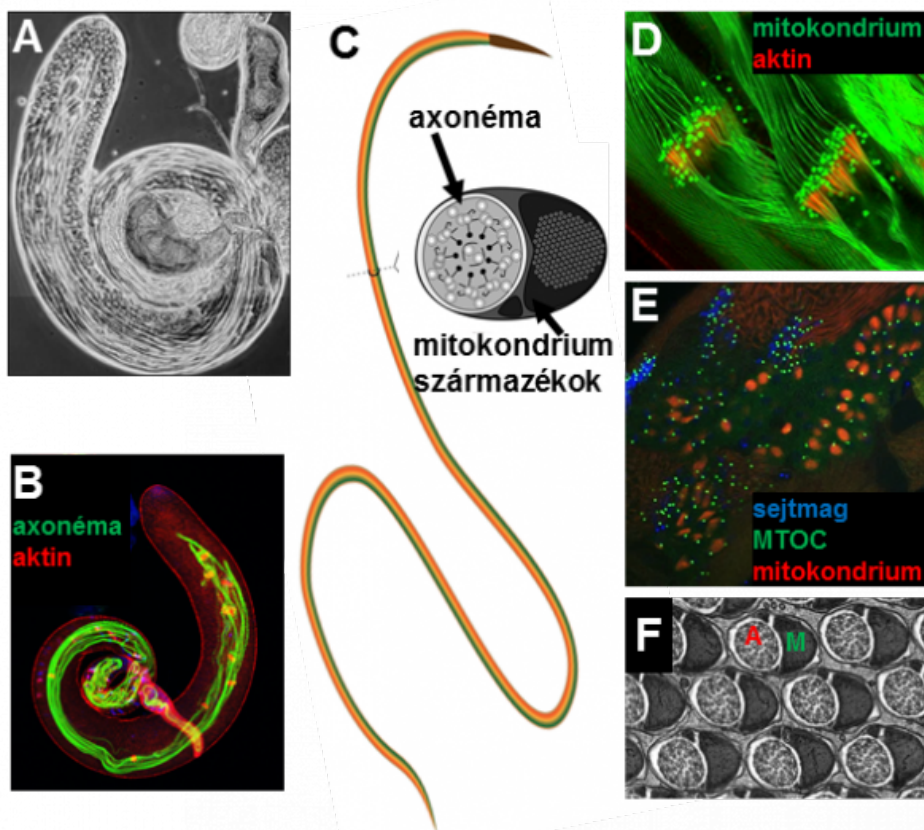 A
B
axonéma
aktin
C
axonéma
mitokondrium
származékok
D
mitokondrium
aktin
E
sejtmag
MTOC
mitokondrium
F
A
M